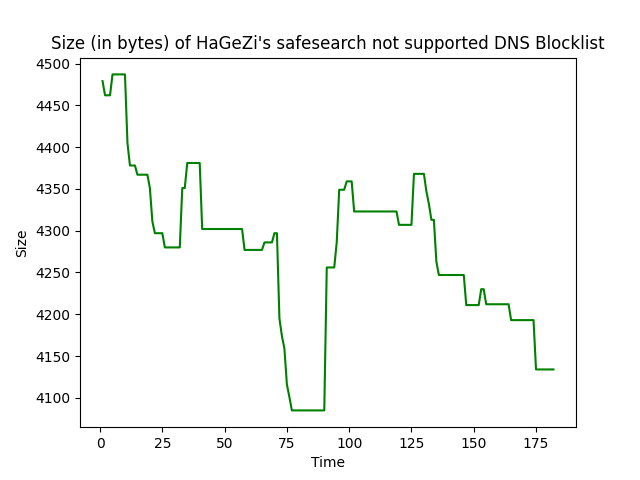 Size (in bytes) of HaGeZi's safesearch not supported DNS Blocklist
4500
4450
4400
4350
4300
4250
4200
4150
4100
Size
0 25 50 75 100 125 150 175
Time